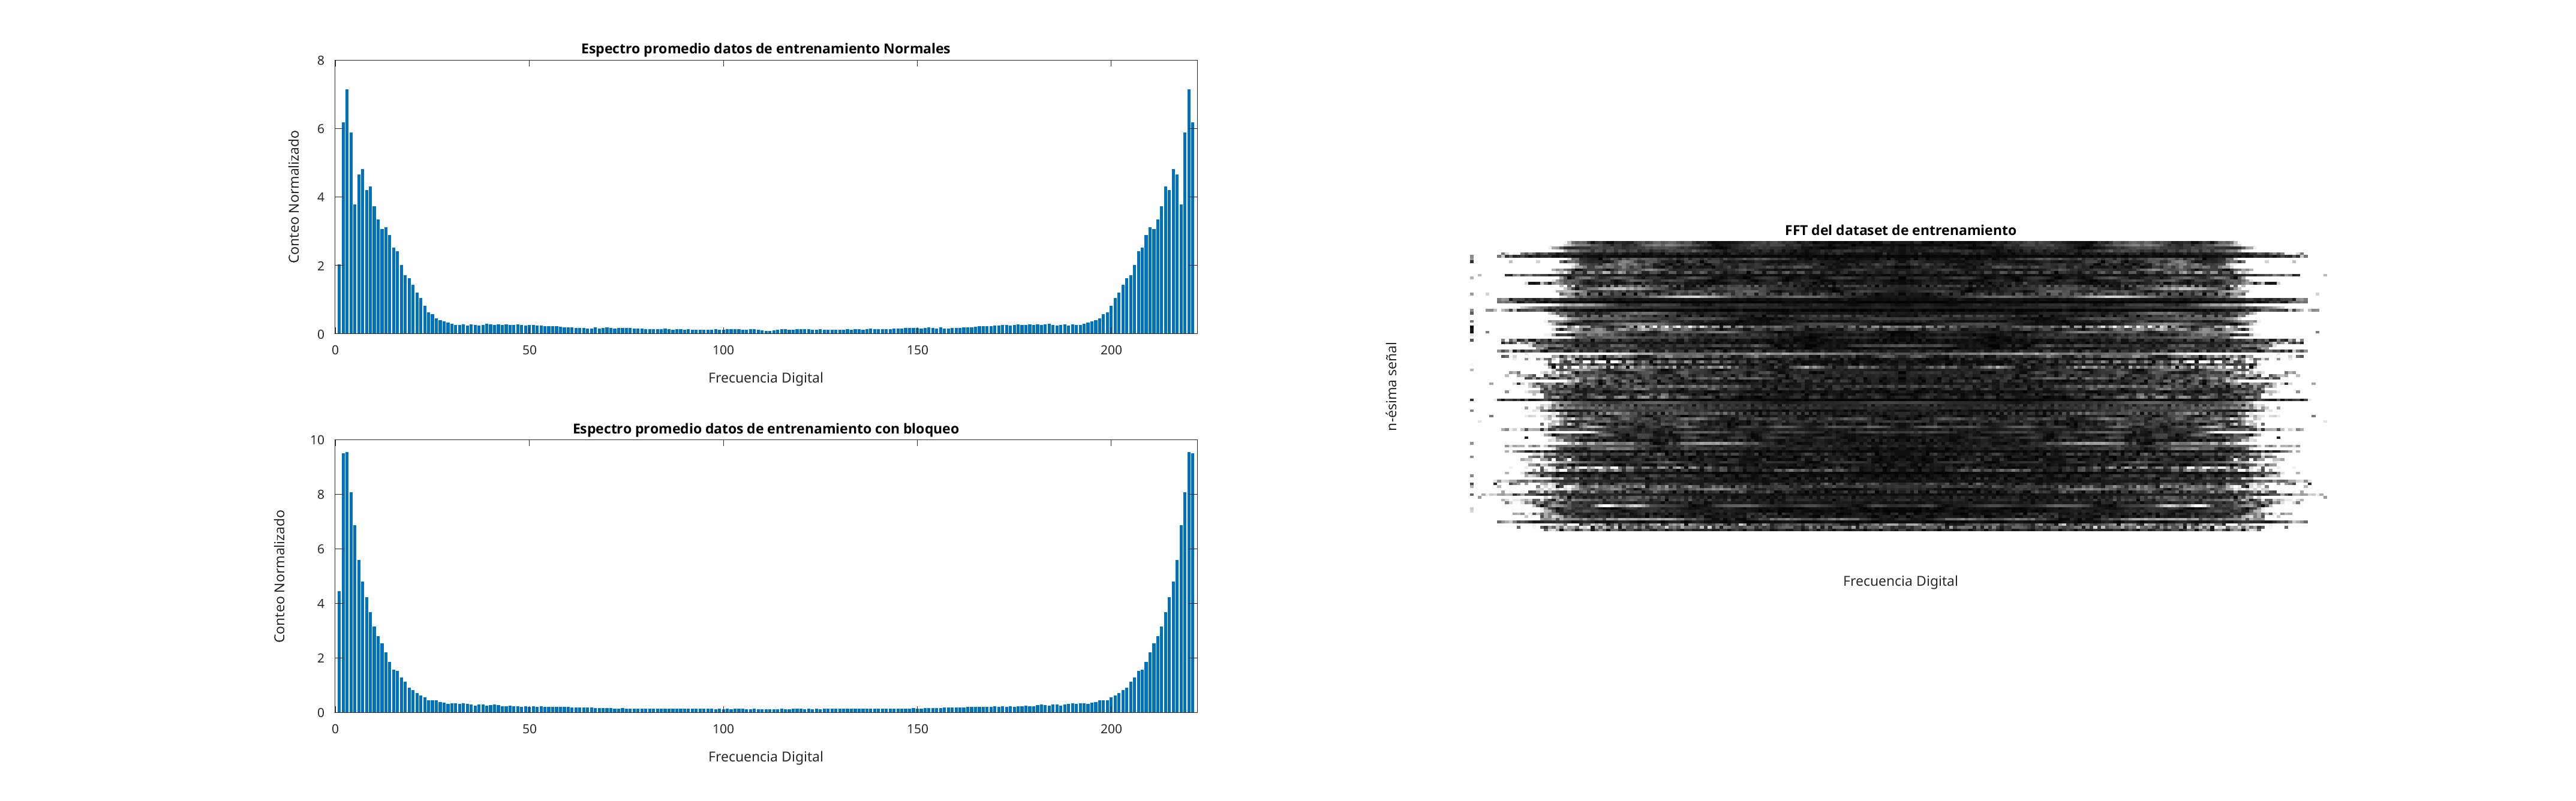 Espectro promedio datos de entrenamiento Normales
8
6
4
2
0
Conteo Normalizado
0 50 100 150 200
Frecuencia Digital
Espectro promedio datos de entrenamiento con bloqueo
10
8
6
4
2
0
Conteo Normalizado
0 50 100 150 200
Frecuencia Digital
FFT del dataset de entrenamiento
n-ésima señal
Frecuencia Digital